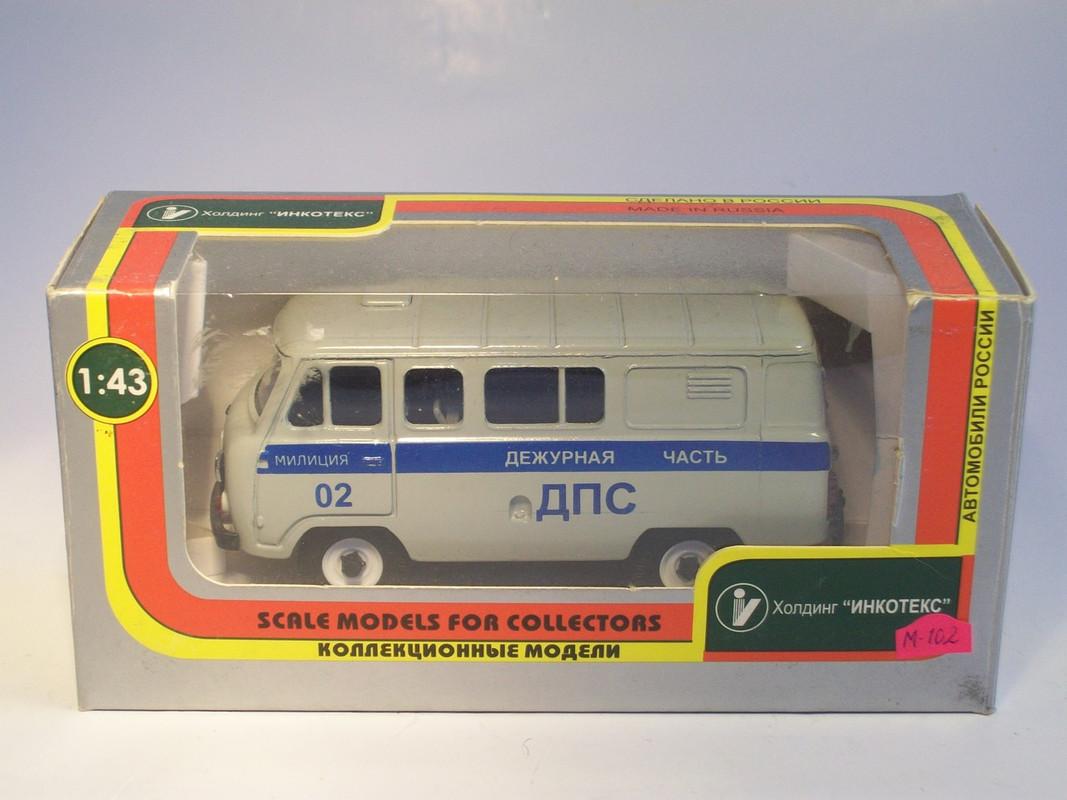 Холдинг "ИНКОТЕКС"
СДЕЛАНО В РОССИИ
MADE IN RUSSIA
1:43
АВТОМОБИЛИ РОССИИ
МИЛИЦИЯ
ДЕЖУРНАЯ ЧАСТЬ
02
ДПС
Холдинг "ИНКОТЕКС"
M-102
SCALE MODELS FOR COLLECTORS
КОЛЛЕКЦИОННЫЕ МОДЕЛИ